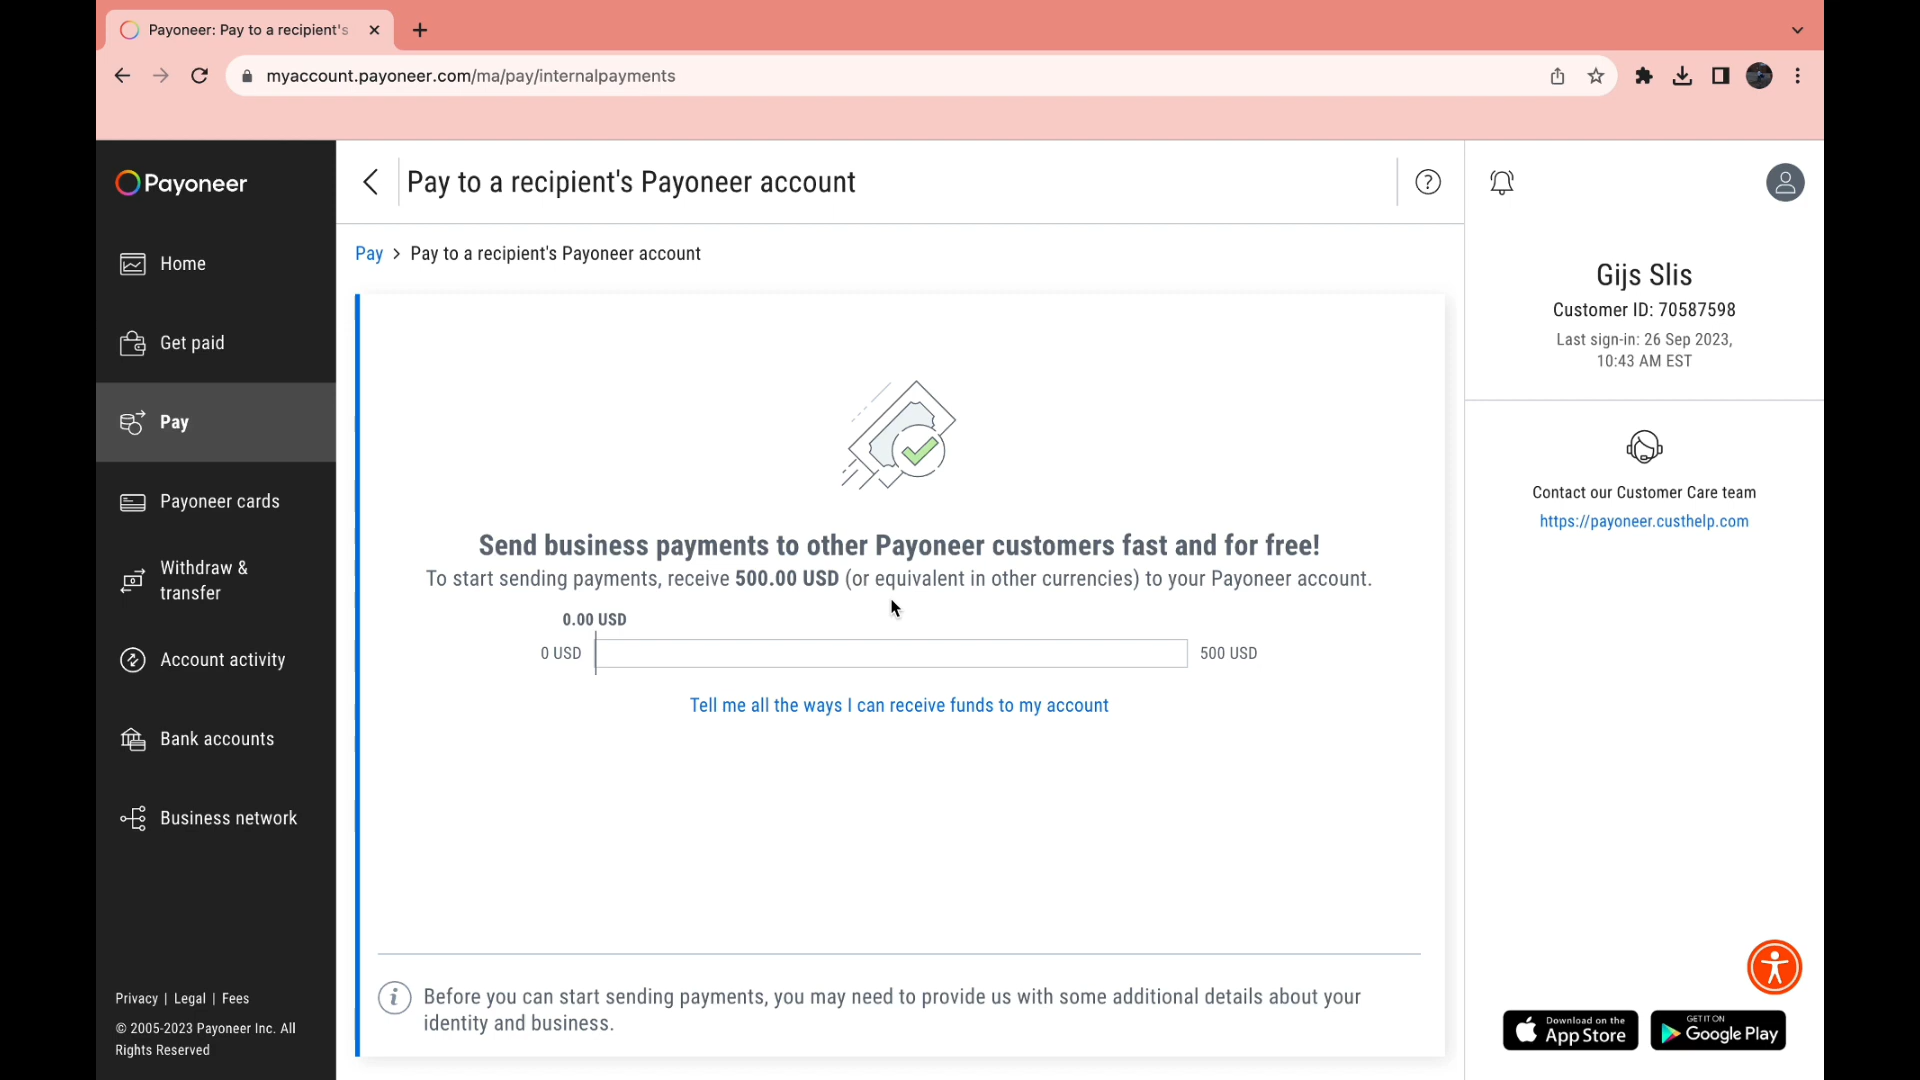 Payoneer: Pay to a recipient's
myaccount.payoneer.com/ma/pay/internalpayments
Payoneer
Home
Get paid
Pay
Payoneer cards
Withdraw &
transfer
Account activity
Bank accounts
Business network
Privacy | Legal | Fees
© 2005-2023 Payoneer Inc. All
Rights Reserved
Pay to a recipient's Payoneer account
?
Pay > Pay to a recipient's Payoneer account
Send business payments to other Payoneer customers fast and for free!
To start sending payments, receive 500.00 USD (or equivalent in other currencies) to your Payoneer account.
0.00 USD
0 USD
500 USD
Tell me all the ways I can receive funds to my account
i
Before you can start sending payments, you may need to provide us with some additional details about your
identity and business.
Gijs Slis
Customer ID: 70587598
Last sign-in: 26 Sep 2023,
10:43 AM EST
Contact our Customer Care team
https://payoneer.custhelp.com
Download on the
App Store
GET IT ON
Google Play